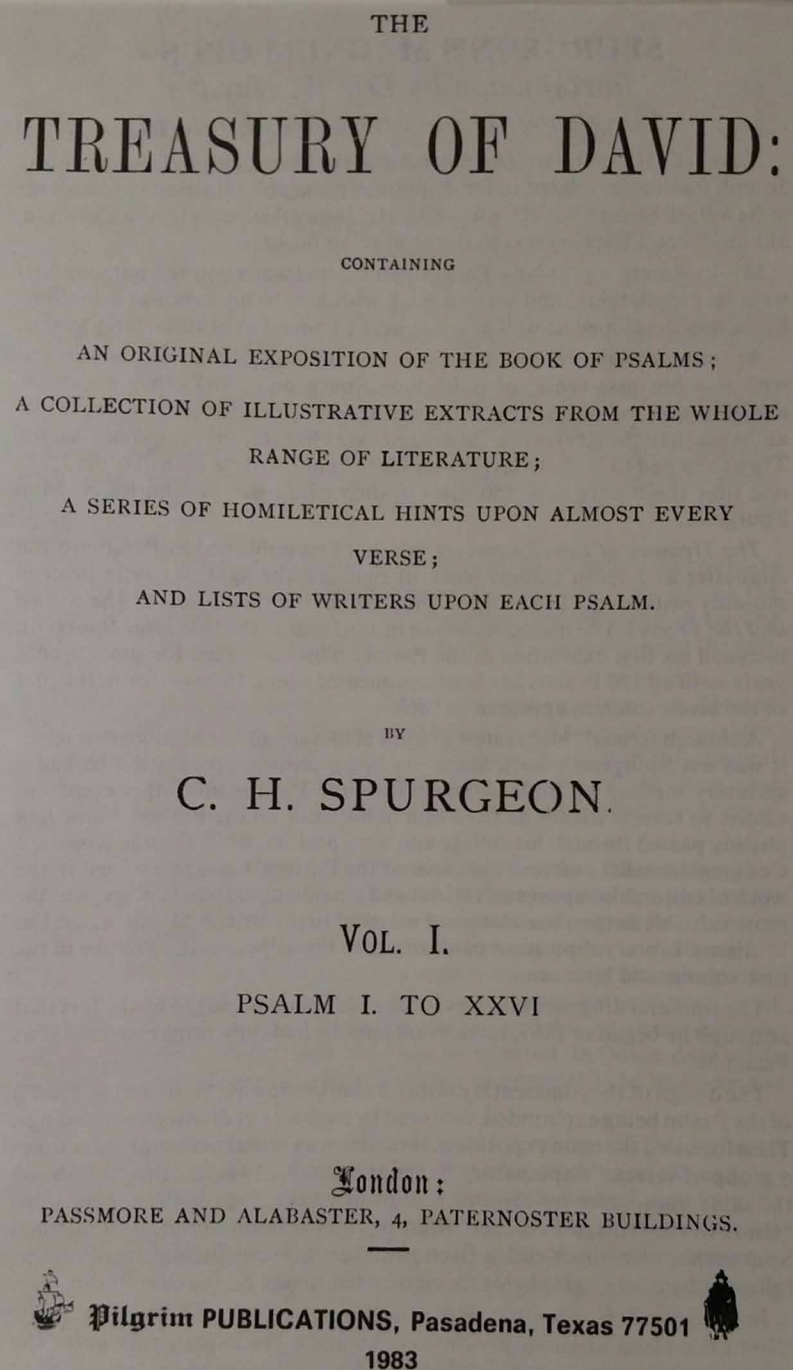 THE
TREASURY OF DAVID:
CONTAINING
AN ORIGINAL EXPOSITION OF THE BOOK OF PSALMS;
A COLLECTION OF ILLUSTRATIVE EXTRACTS FROM THE WHOLE
RANGE OF LITERATURE;
A SERIES OF HOMILETICAL HINTS UPON ALMOST EVERY
VERSE;
AND LISTS OF WRITERS UPON EACH PSALM.
BY
C. H. SPURGEON.
VOL. I.
PSALM I. TO XXVI
London:
PASSMORE AND ALABASTER, 4, PATERNOSTER BUILDINGS.
Pilgrim PUBLICATIONS, Pasadena, Texas 77501
1983